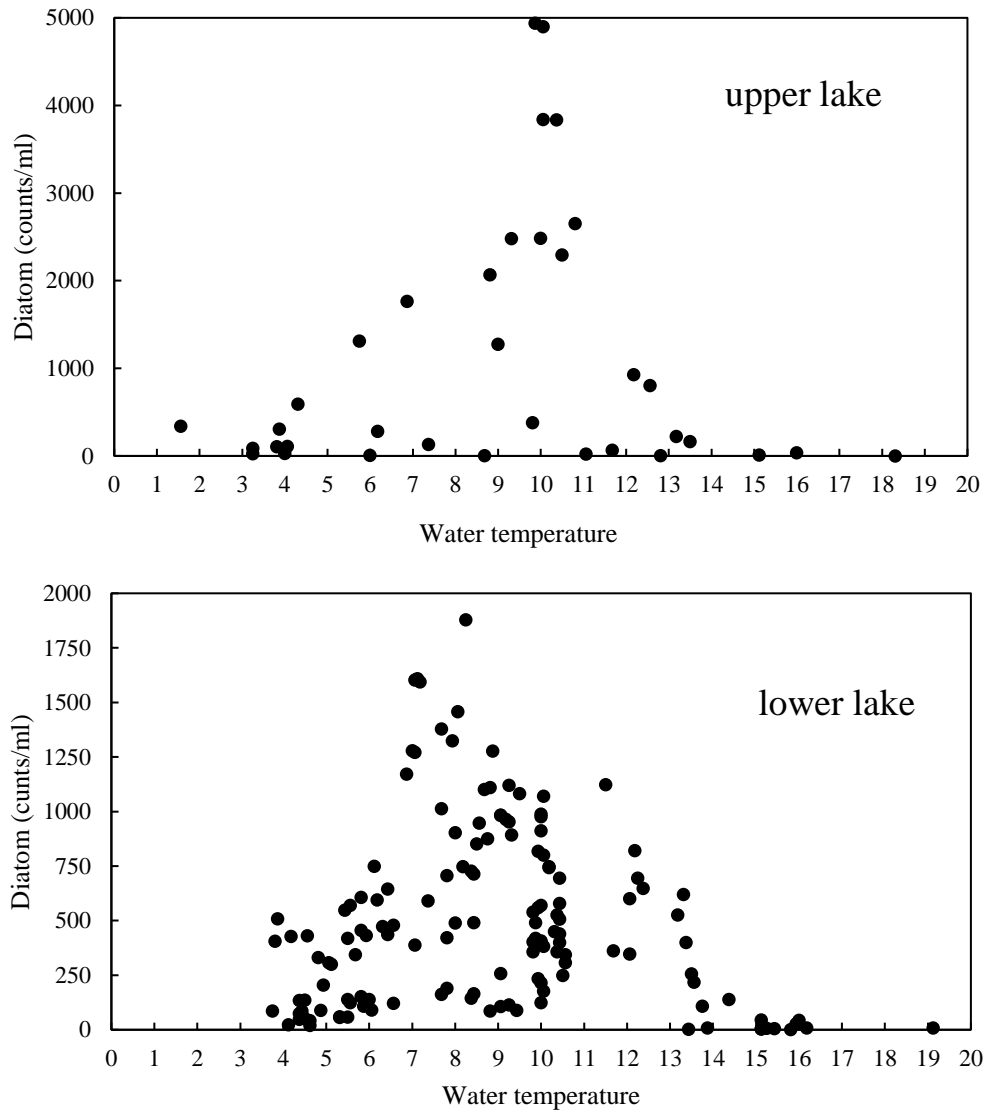 5000
upper lake
4000
3000
2000
1000
0
Diatom (counts/ml)
0 1 2 3 4 5 6 7 8 9 10 11 12 13 14 15 16 17 18 19 20
Water temperature
2000
1750
lower lake
1500
1250
1000
750
500
250
0
Diatom (cunts/ml)
0 1 2 3 4 5 6 7 8 9 10 11 12 13 14 15 16 17 18 19 20
Water temperature